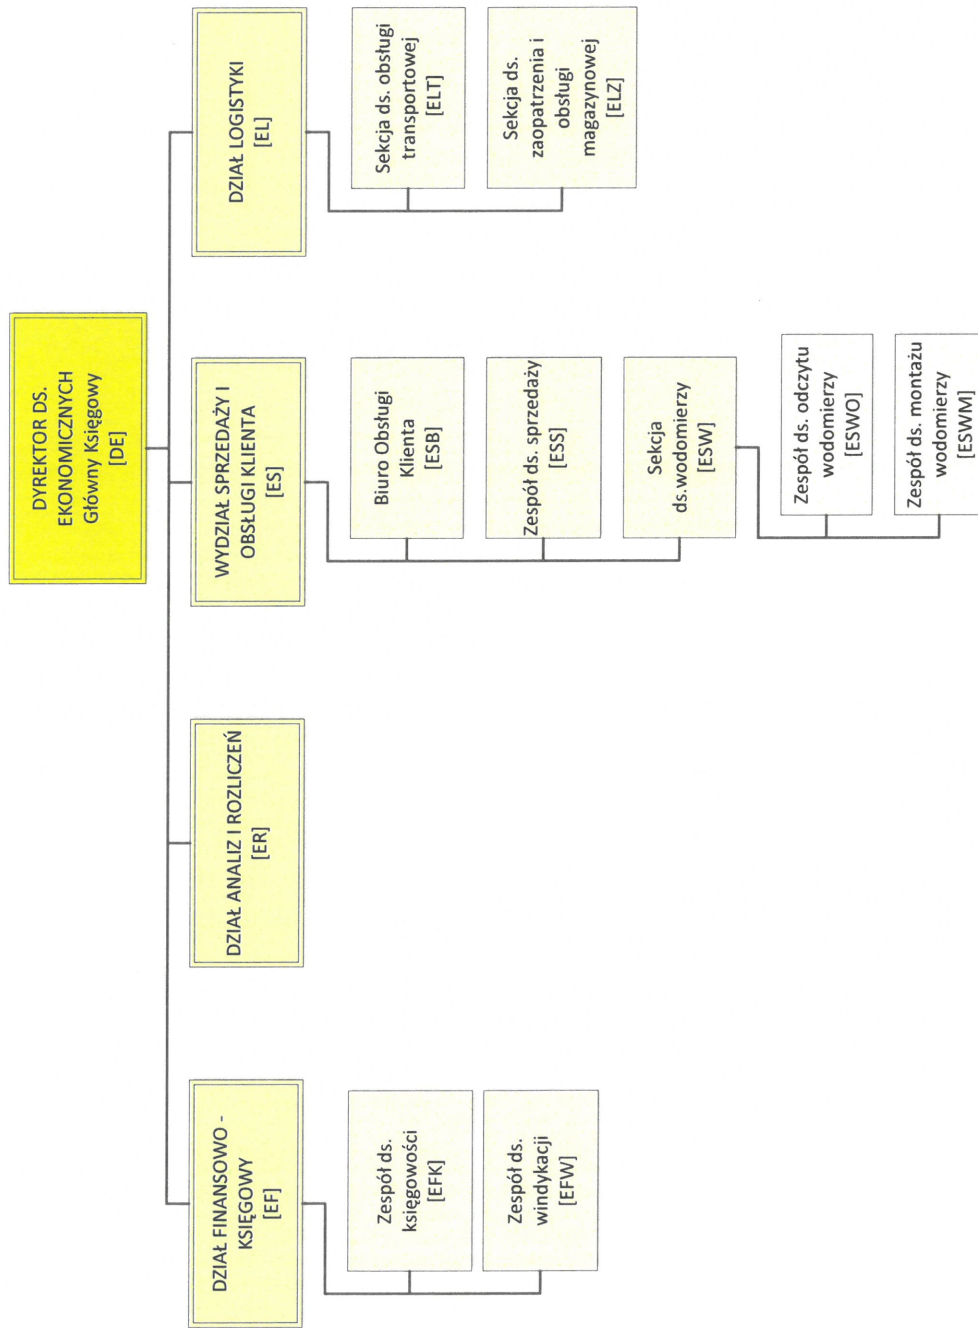 DYREKTOR DS.
EKONOMICZNYCH
Główny Księgowy
[DE]
DZIAŁ FINANSOWO -
KSIĘGOWY
[EF]
Zespół ds.
księgowości
[EFK]
Zespół ds.
windykacji
[EFW]
DZIAŁ ANALIZ I ROZLICZEŃ
[ER]
WYDZIAŁ SPRZEDAŻY I
OBSŁUGI KLIENTA
[ES]
Biuro Obsługi
Klienta
[ESB]
Zespół ds. sprzedaży
[ESS]
Sekcja
ds.wodomierzy
[ESW]
Zespół ds. odczytu
wodomierzy
[ESWO]
Zespół ds. montażu
wodomierzy
[ESWM]
DZIAŁ LOGISTYKI
[EL]
Sekcja ds. obsługi
transportowej
[ELT]
Sekcja ds.
zaopatrzenia i
obsługi
magazynowej
[ELZ]